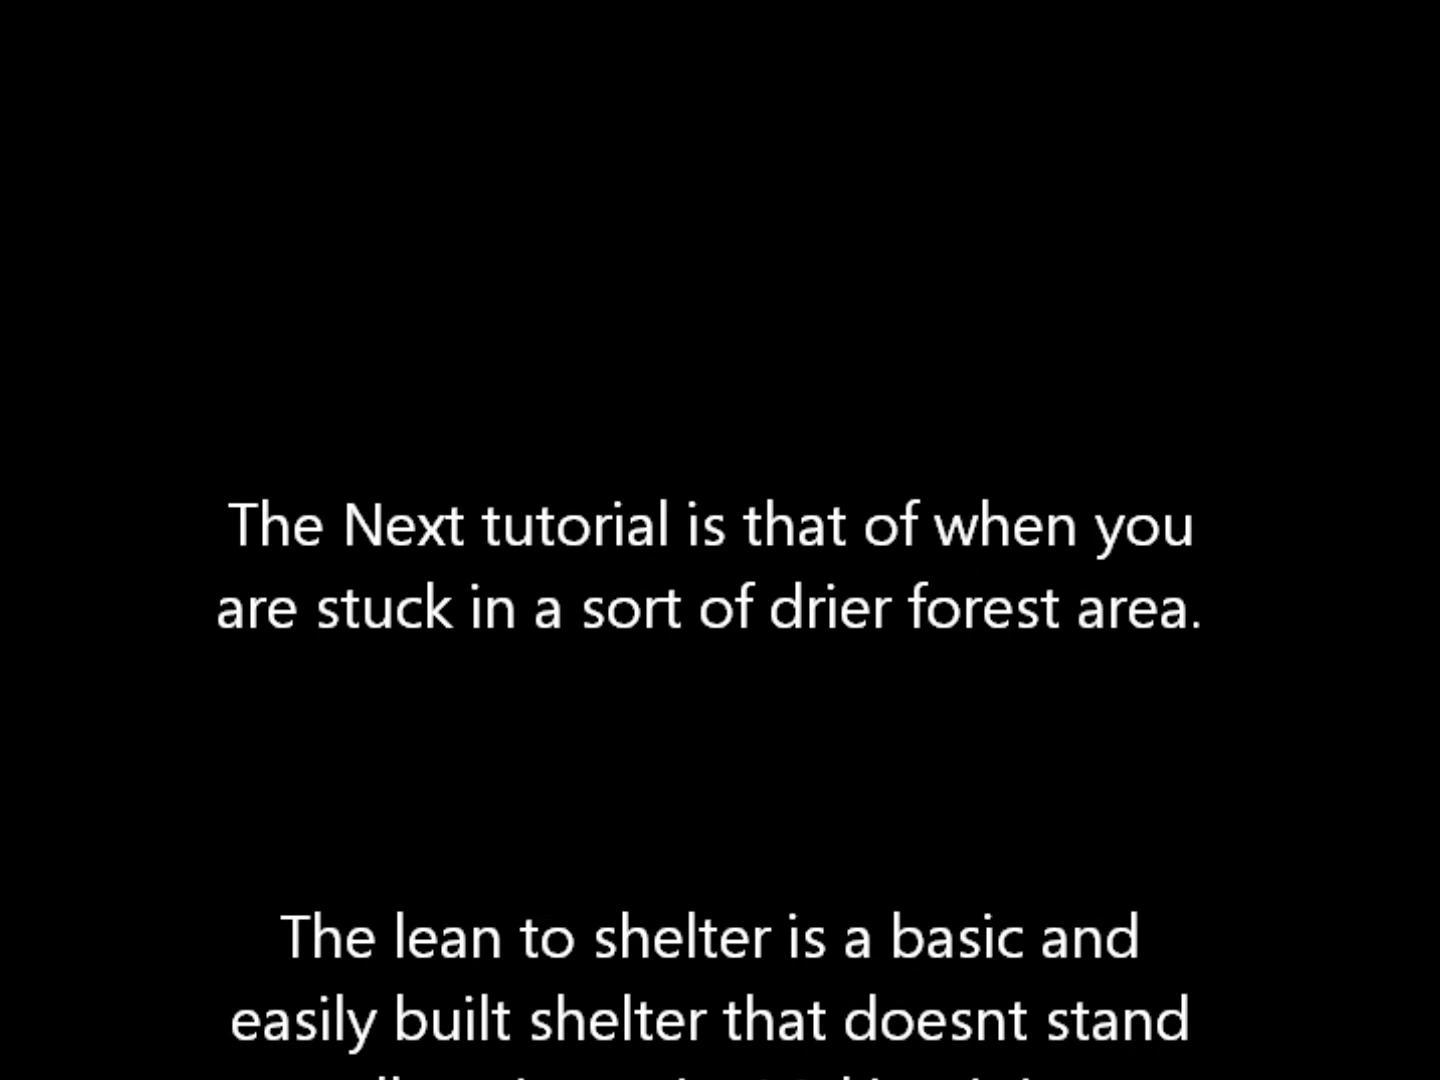 The Next tutorial is that of when you
are stuck in a sort of drier forest area.
The lean to shelter is a basic and
easily built shelter that doesnt stand